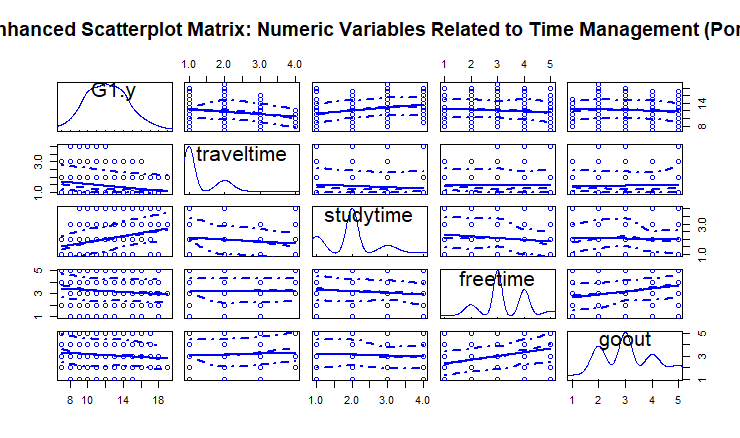 nhanced Scatterplot Matrix: Numeric Variables Related to Time Management (Por
1.0 2.0 3.0 4.0 1 2 3 4 5
G1.y 8 14
1.0 3.0 traveltime
studytime 1.0 3.0
1 3 5 freetime
goout 1 3 5
8 10 14 18 1.0 2.0 3.0 4.0 1 2 3 4 5